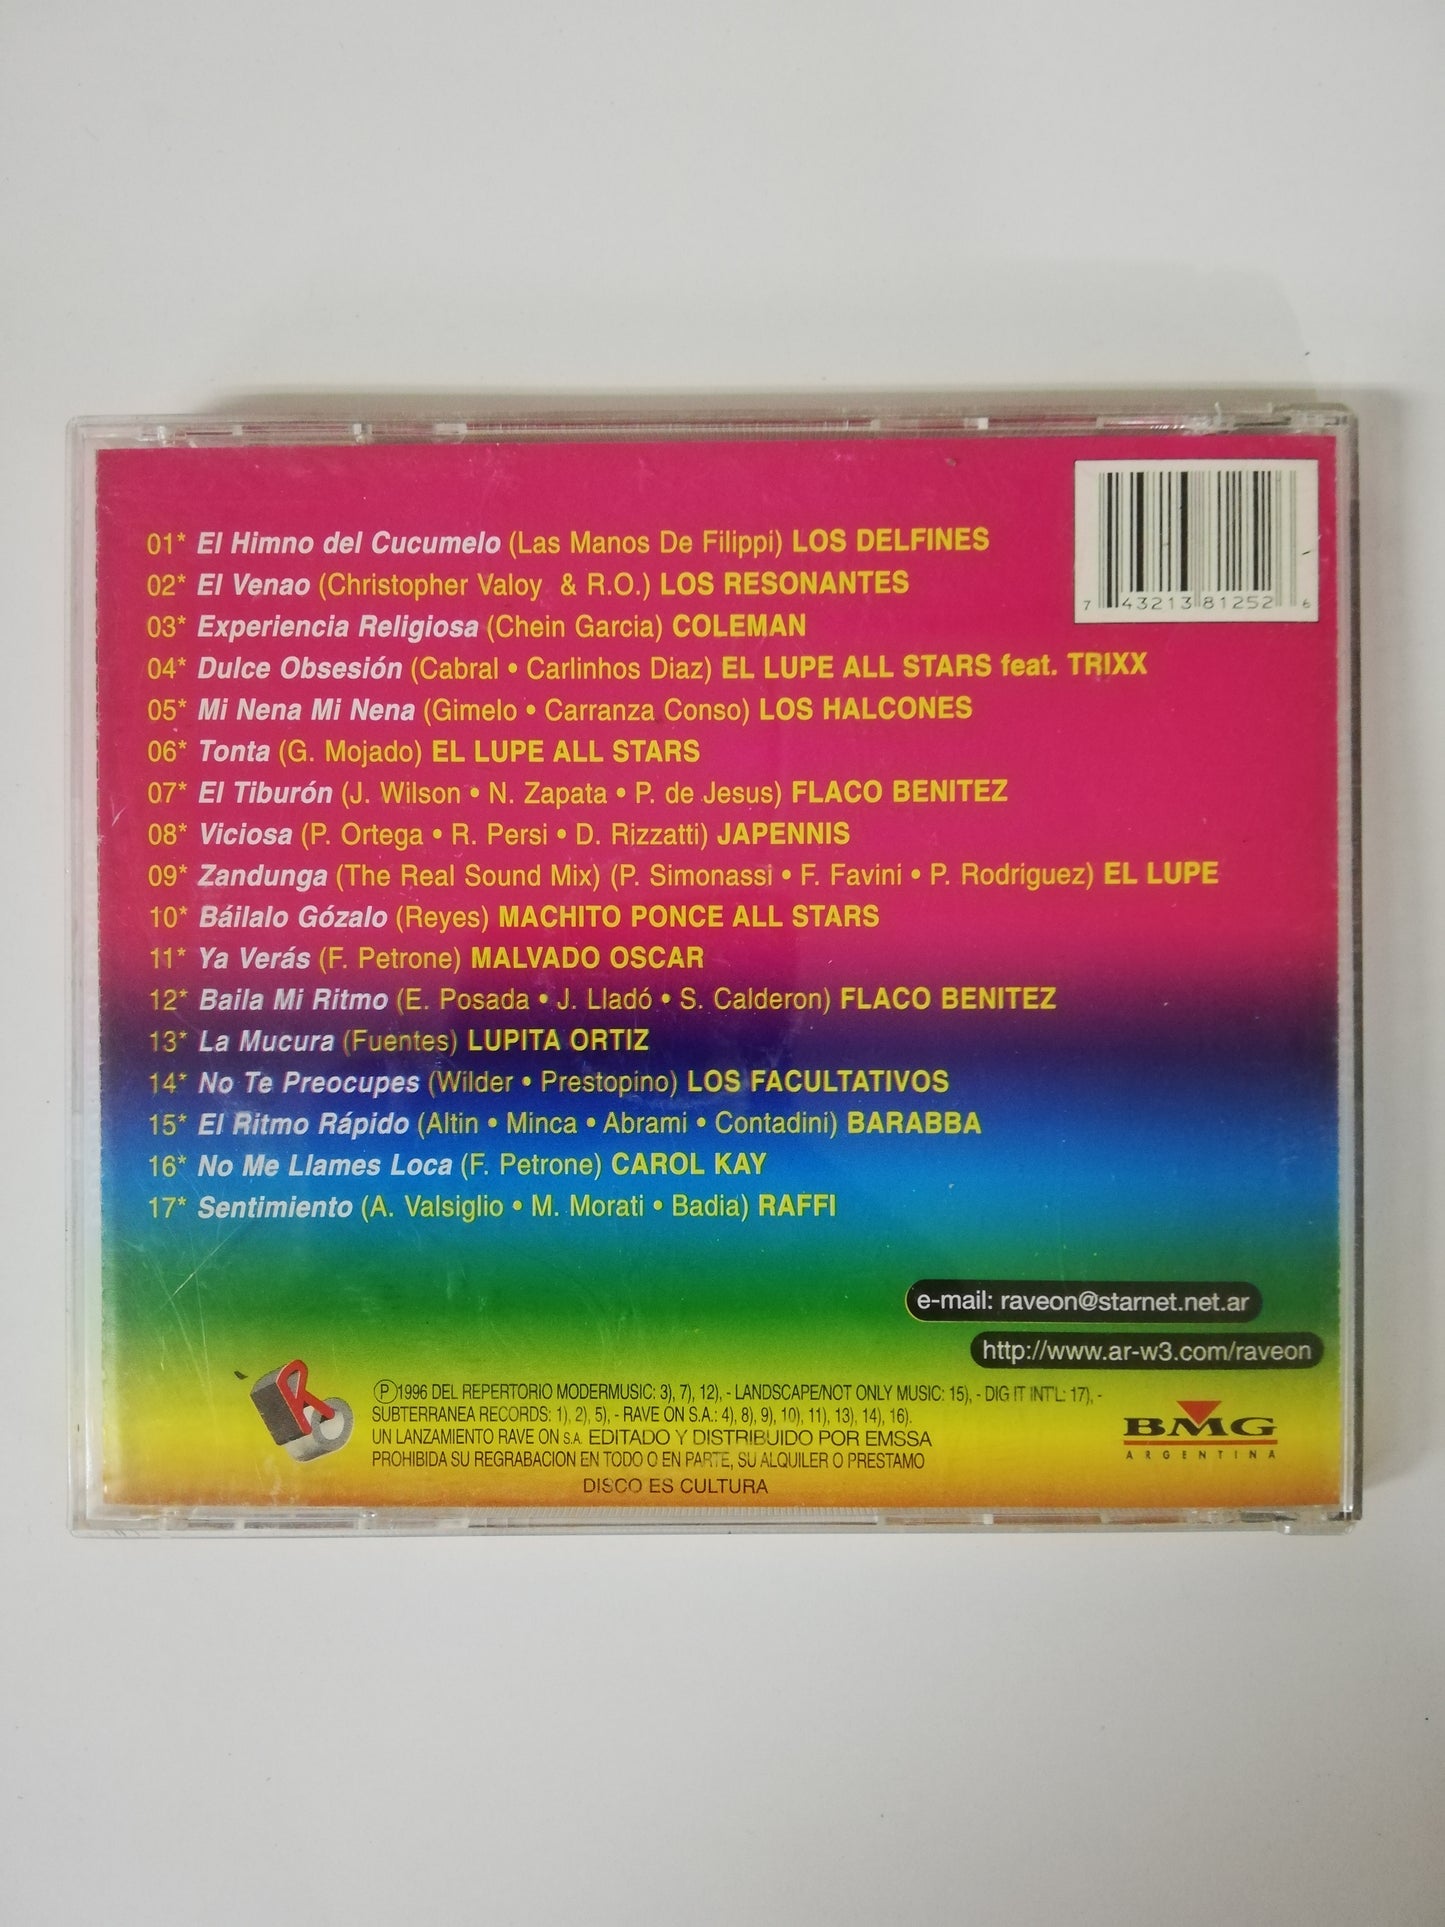 01* El Himno del Cucumelo (Las Manos De Filippi) LOS DELFINES
02* El Venao (Christopher Valoy & R.O.) LOS RESONANTES
03* Experiencia Religiosa (Chein Garcia) COLEMAN
04* Dulce Obsesión (Cabral • Carlinhos Diaz) EL LUPE ALL STARS feat. TRIXX
05* Mi Nena Mi Nena (Gimelo • Carranza Conso) LOS HALCONES
06* Tonta (G. Mojado) EL LUPE ALL STARS
07* El Tiburón (J. Wilson • N. Zapata • P. de Jesus) FLACO BENITEZ
08* Viciosa (P. Ortega • R. Persi • D. Rizzatti) JAPENNIS
09* Zandunga (The Real Sound Mix) (P. Simonassi • F. Favini • P. Rodriguez) EL LUPE
10* Báilalo Gózalo (Reyes) MACHITO PONCE ALL STARS
11* Ya Verás (F. Petrone) MALVADO OSCAR
12* Baila Mi Ritmo (E. Posada • J. Lladó • S. Calderon) FLACO BENITEZ
13* La Mucura (Fuentes) LUPITA ORTIZ
14* No Te Preocupes (Wilder • Prestopino) LOS FACULTATIVOS
15* El Ritmo Rápido (Altin • Minca • Abrami • Contadini) BARABBA
16* No Me Llames Loca (F. Petrone) CAROL KAY
17* Sentimiento (A. Valsiglio • M. Morati • Badia) RAFFI
7 43213 81252 6
e-mail: raveon@starnet.net.ar
http://www.ar-w3.com/raveon
Ⓟ1996 DEL REPERTORIO MODERMUSIC: 3), 7), 12), - LANDSCAPE/NOT ONLY MUSIC: 15), - DIG IT INT'L: 17), -
SUBTERRANEA RECORDS: 1), 2), 5), - RAVE ON S.A.: 4), 8), 9), 10), 11), 13), 14), 16).
UN LANZAMIENTO RAVE ON S.A. EDITADO Y DISTRIBUIDO POR EMSSA
PROHIBIDA SU REGRABACION EN TODO O EN PARTE, SU ALQUILER O PRESTAMO
DISCO ES CULTURA
BMG
ARGENTINA